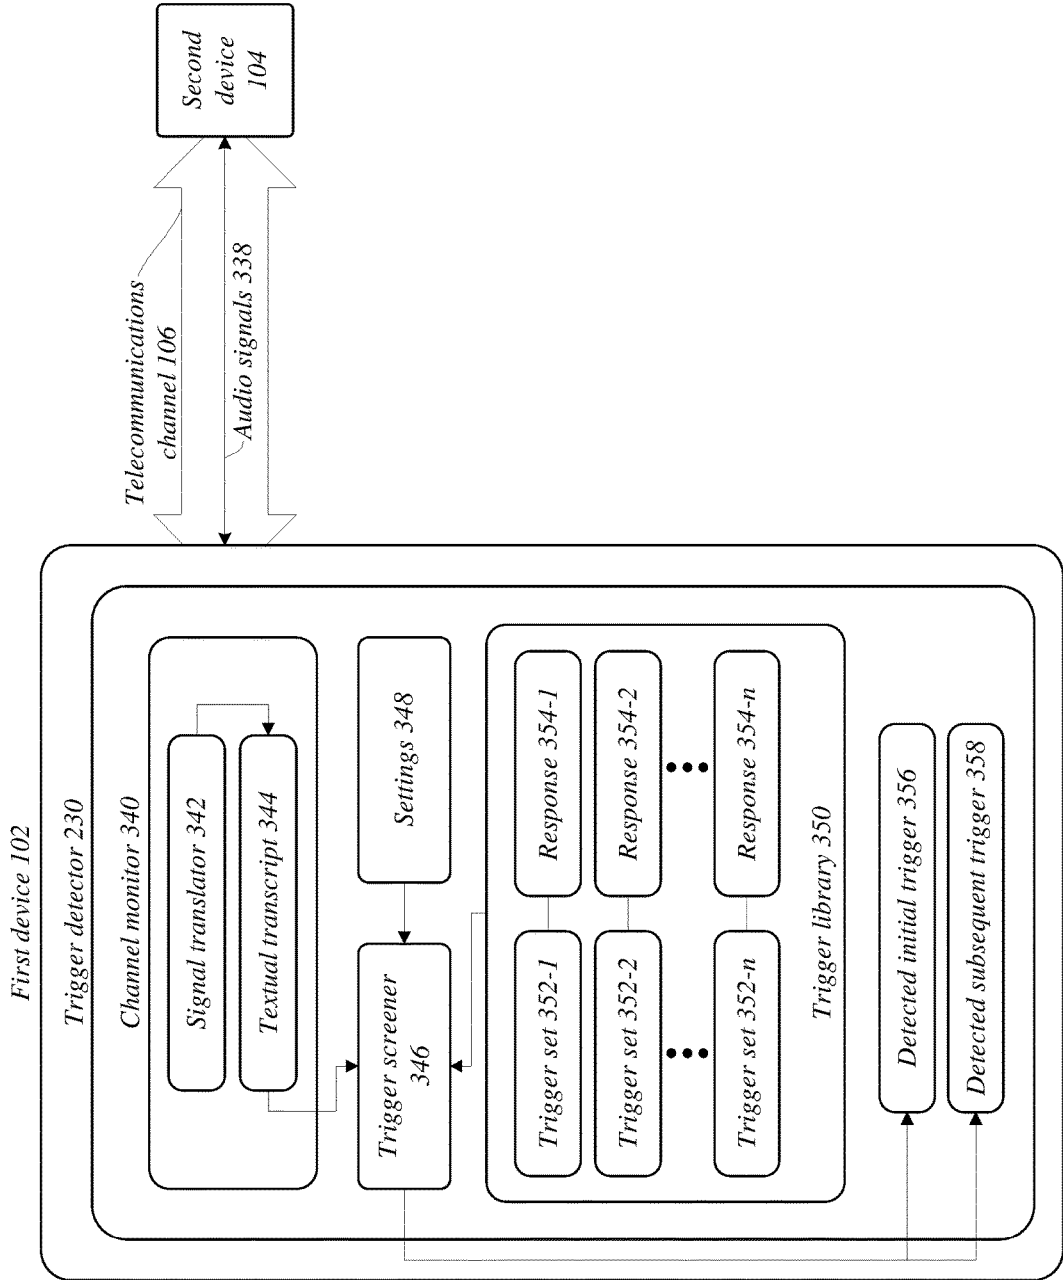 First device 102
Trigger detector 230
Channel monitor 340
Signal translator 342
Textual transcript 344
Trigger screener
346
Settings 348
Trigger set 352-1
Response 354-1
Trigger set 352-2
Response 354-2
Trigger set 352-n
Response 354-n
Trigger library 350
Detected initial trigger 356
Detected subsequent trigger 358
Telecommunications
channel 106
Audio signals 338
Second
device
104